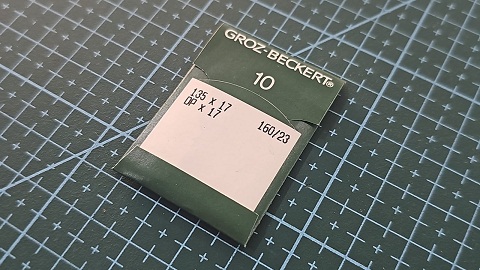 GROZ-BECKERT®
10
135 x 17
DP x 17
160/23